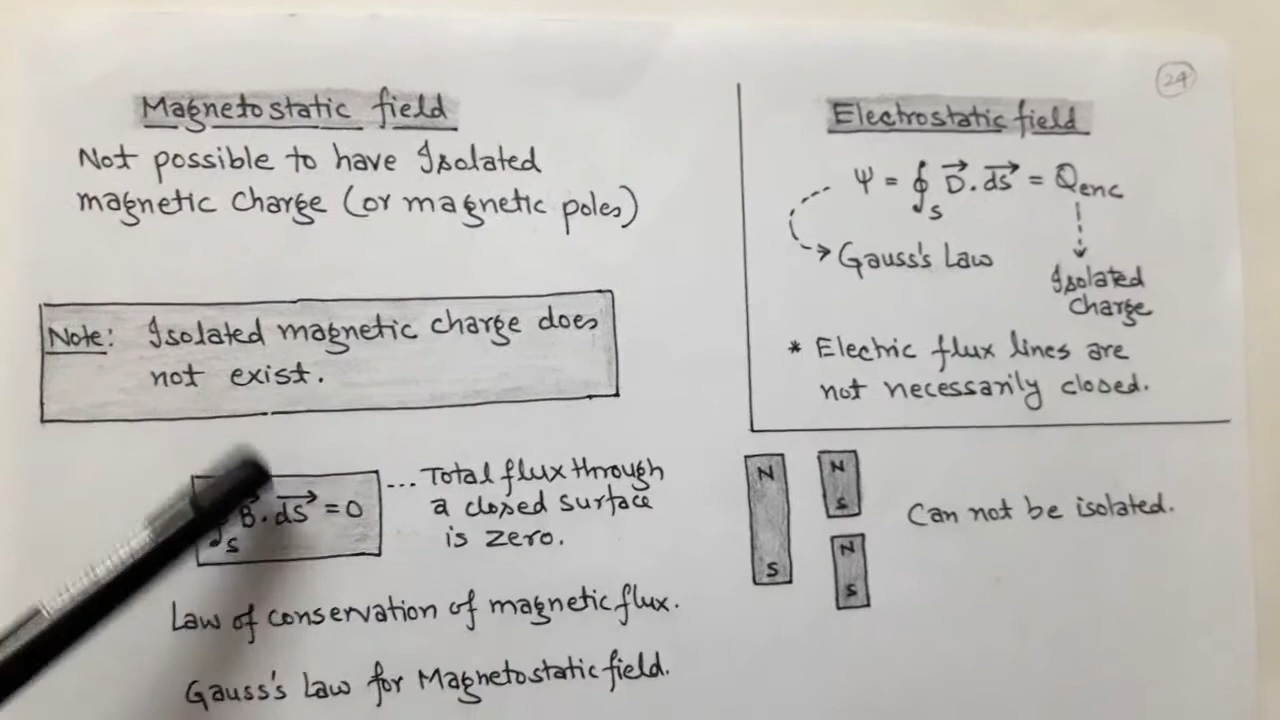 24
Magnetostatic field
Not possible to have Isolated
magnetic charge (or magnetic poles)
Note: Isolated magnetic charge does
not exist.
∮_S B⃗ . ds⃗ = 0
... Total flux through
a closed surface
is zero.
Law of conservation of magnetic flux.
Gauss's Law for Magnetostatic field.
Electrostatic field
Ψ = ∮_S D⃗ . ds⃗ = Qenc
Gauss's Law
Isolated
charge
* Electric flux lines are
not necessarily closed.
N
S
N
S
N
S
Can not be isolated.